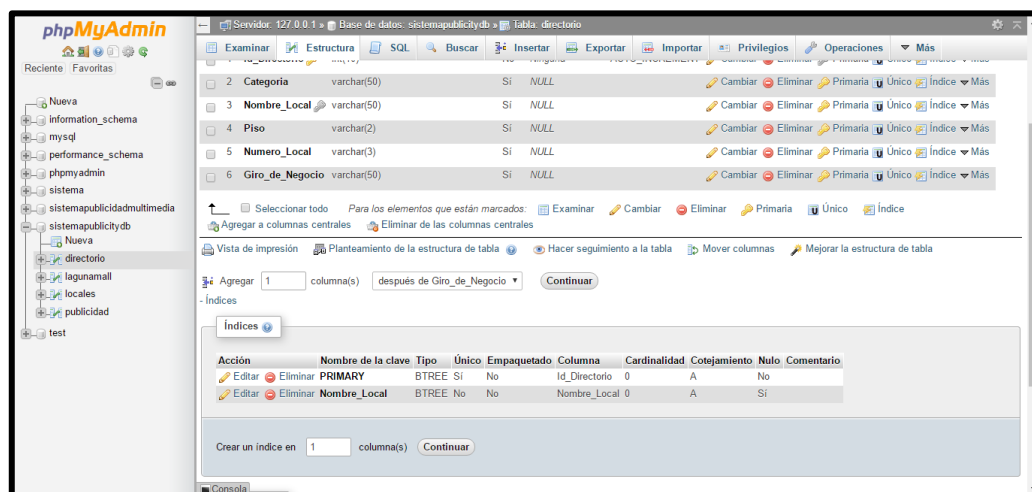 phpMyAdmin
Reciente Favoritas
Nueva
information_schema
mysql
performance_schema
phpmyadmin
sistema
sistemapublicidadmultimedia
sistemapublicitydb
Nueva
directorio
lagunamall
locales
publicidad
test
Servidor: 127.0.0.1 » Base de datos: sistemapublicitydb » Tabla: directorio
Examinar Estructura SQL Buscar Insertar Exportar Importar Privilegios Operaciones Más
2 Categoria varchar(50) Sí NULL Cambiar Eliminar Primaria Único Índice Más
3 Nombre_Local varchar(50) Sí NULL Cambiar Eliminar Primaria Único Índice Más
4 Piso varchar(2) Sí NULL Cambiar Eliminar Primaria Único Índice Más
5 Numero_Local varchar(3) Sí NULL Cambiar Eliminar Primaria Único Índice Más
6 Giro_de_Negocio varchar(50) Sí NULL Cambiar Eliminar Primaria Único Índice Más
Seleccionar todo Para los elementos que están marcados: Examinar Cambiar Eliminar Primaria Único Índice
Agregar a columnas centrales Eliminar de las columnas centrales
Vista de impresión Planteamiento de la estructura de tabla Hacer seguimiento a la tabla Mover columnas Mejorar la estructura de tabla
Agregar 1 columna(s) después de Giro_de_Negocio Continuar
- Índices
Índices
Acción Nombre de la clave Tipo Único Empaquetado Columna Cardinalidad Cotejamiento Nulo Comentario
Editar Eliminar PRIMARY BTREE Sí No Id_Directorio 0 A No
Editar Eliminar Nombre_Local BTREE No No Nombre_Local 0 A Sí
Crear un índice en 1 columna(s) Continuar
Consola